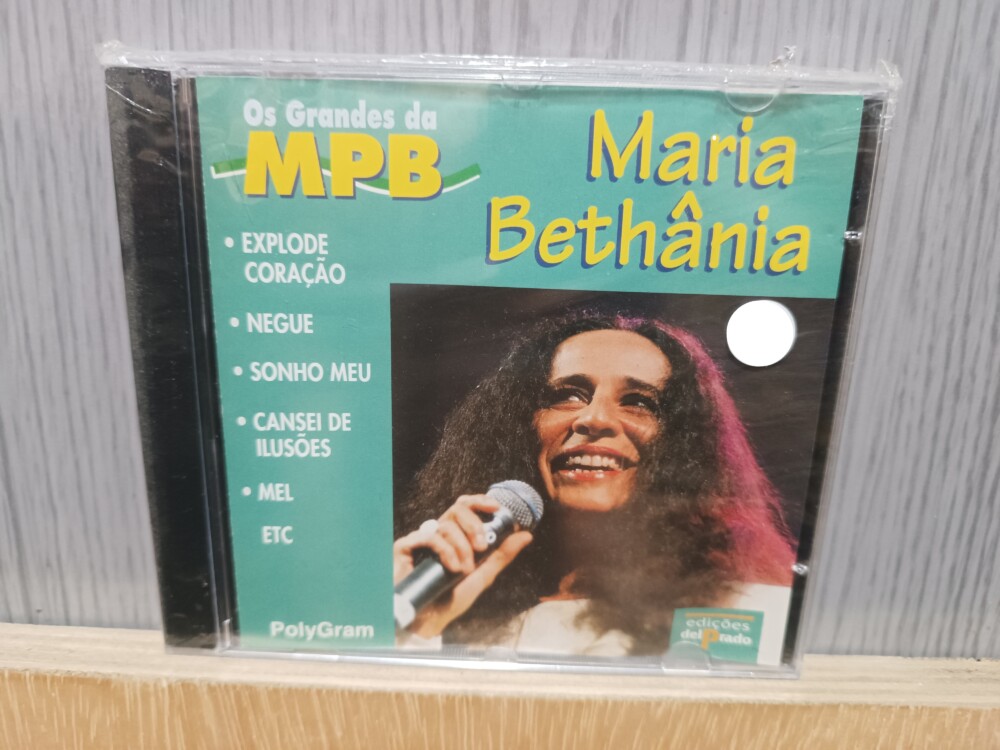 Os Grandes da
MPB
Maria
Bethânia
• EXPLODE
CORAÇÃO
• NEGUE
• SONHO MEU
• CANSEI DE
ILUSÕES
• MEL
ETC
PolyGram
edições
delPrado